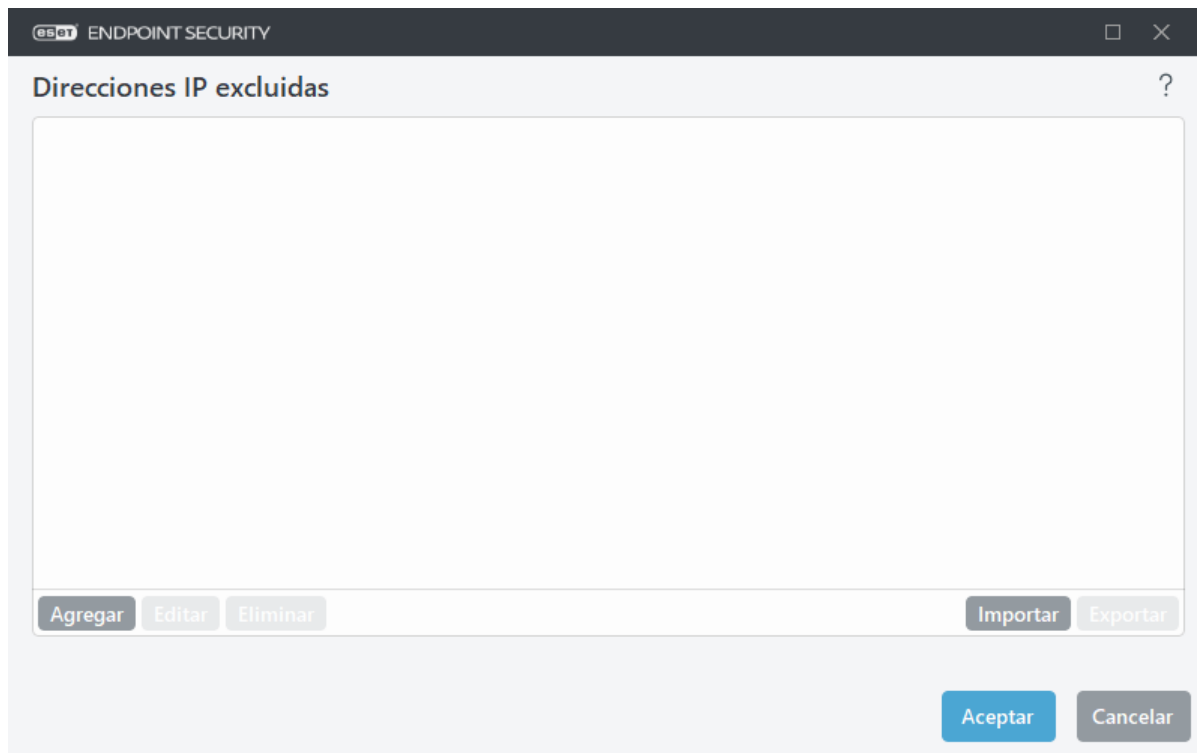 eset ENDPOINT SECURITY
Direcciones IP excluidas
?
Agregar Editar Eliminar Importar Exportar
Aceptar Cancelar